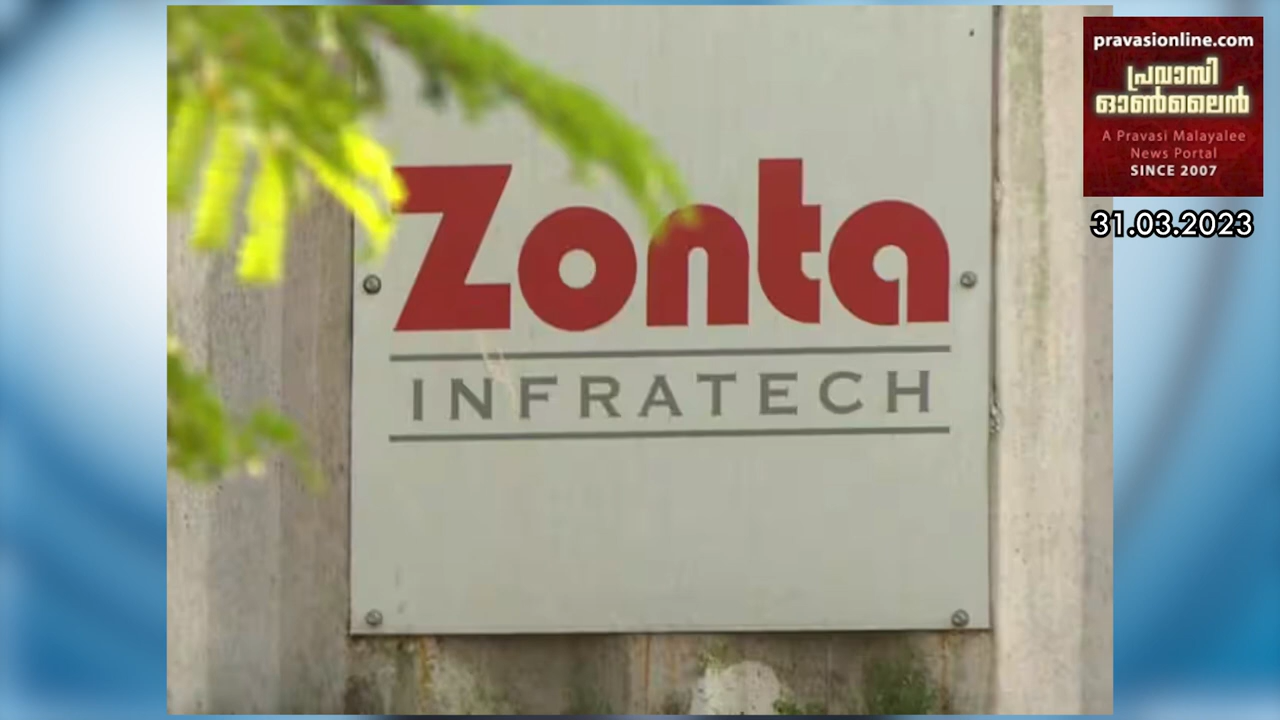 Zonta
INFRATECH
pravasionline.com
പ്രവാസി
ഓൺലൈൻ
A Pravasi Malayalee
News Portal
SINCE 2007
31.03.2023